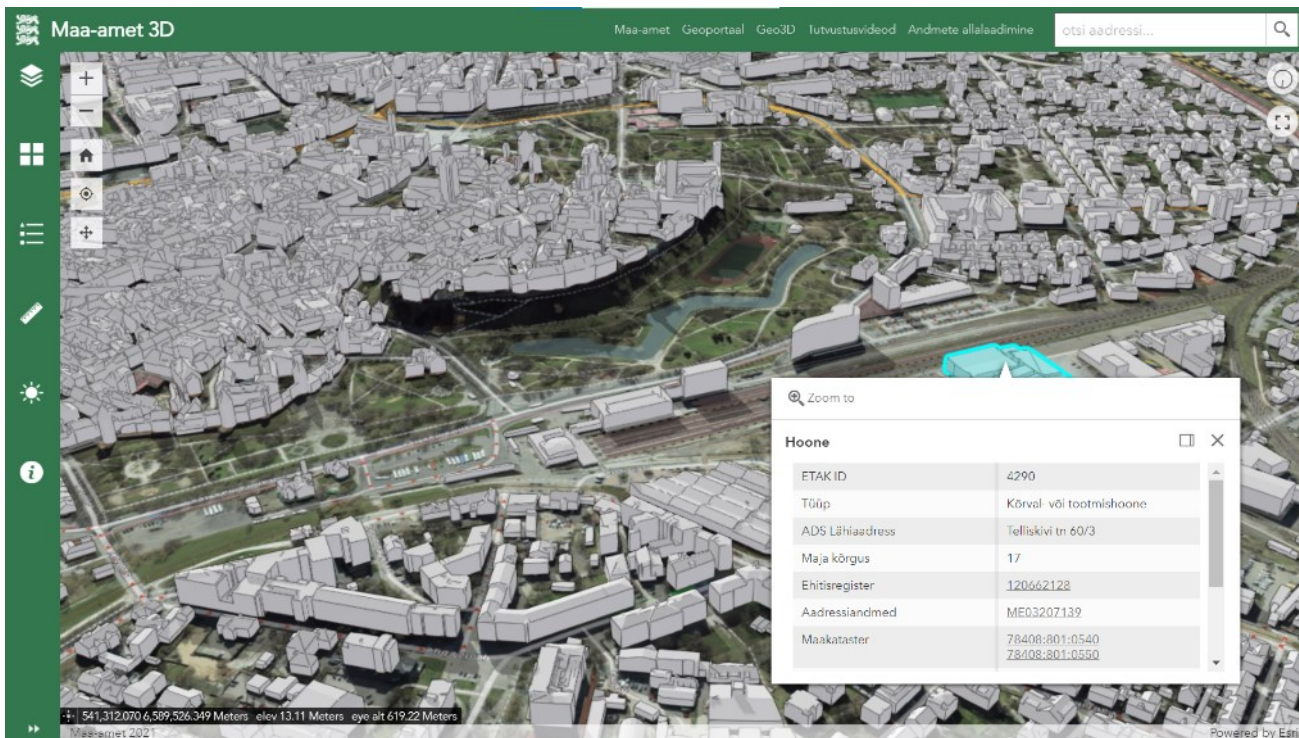 Maa-amet 3D
Maa-amet Geoportaal Geo3D Tutvustusvideod Andmete allalaadimine
otsi aadressi...
Zoom to
Hoone
ETAK ID 4290
Tüüp Kõrval- või tootmishoone
ADS Lähiaadress Telliskivi tn 60/3
Maja kõrgus 17
Ehitisregister 120662128
Aadressiandmed ME03207139
Maakataster 78408:801:0540
78408:801:0550
541,312.070 6,589,526.349 Meters elev 13.11 Meters eye alt 619.22 Meters
Maa-amet 2021
Powered by Esri